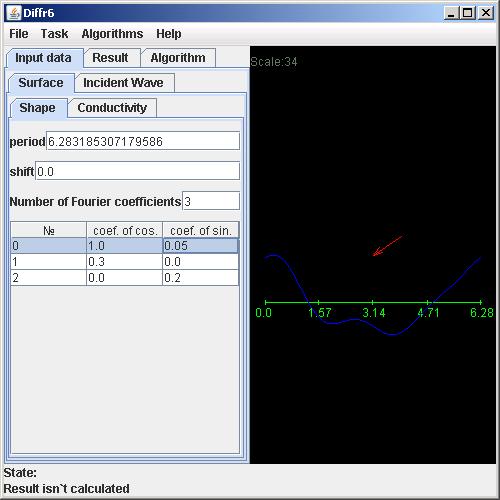 Diffr6
File Task Algorithms Help
Input data Result Algorithm
Surface Incident Wave
Shape Conductivity
period 6.283185307179586
shift 0.0
Number of Fourier coefficients 3
№ coef. of cos. coef. of sin.
0 1.0 0.05
1 0.3 0.0
2 0.0 0.2
Scale:34
0.0 1.57 3.14 4.71 6.28
State:
Result isn`t calculated